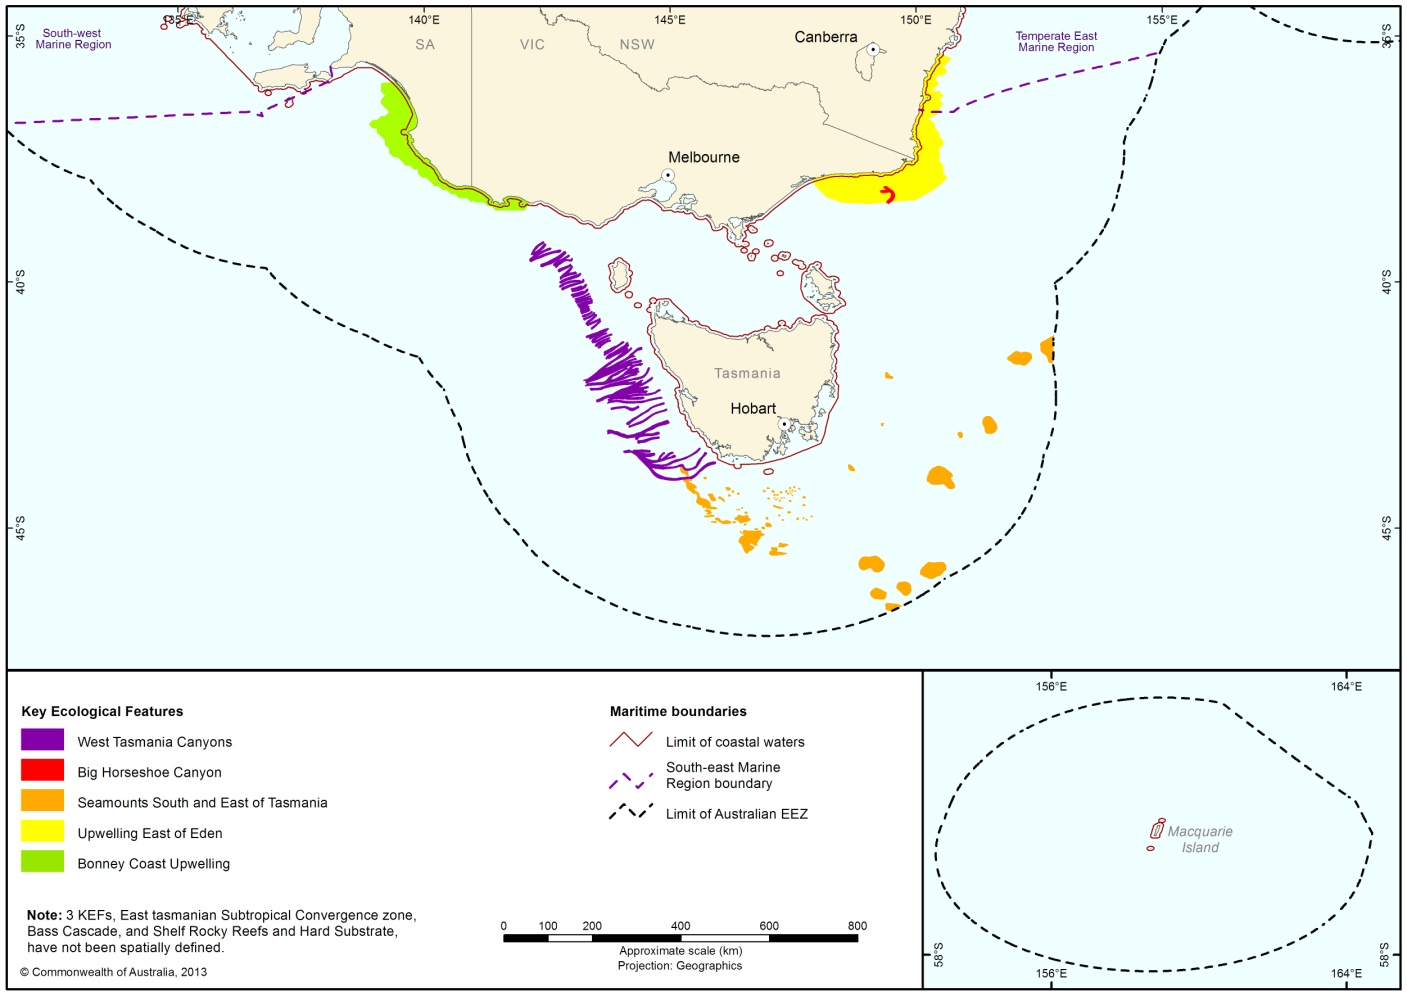 135°E
140°E
145°E
150°E
155°E
South-west
Marine Region
SA
VIC
NSW
Canberra
Temperate East
Marine Region
35°S
35°S
Melbourne
40°S
40°S
Tasmania
Hobart
45°S
45°S
Key Ecological Features
West Tasmania Canyons
Big Horseshoe Canyon
Seamounts South and East of Tasmania
Upwelling East of Eden
Bonney Coast Upwelling
Note: 3 KEFs, East tasmanian Subtropical Convergence zone,
Bass Cascade, and Shelf Rocky Reefs and Hard Substrate,
have not been spatially defined.
© Commonwealth of Australia, 2013
Maritime boundaries
Limit of coastal waters
South-east Marine
Region boundary
Limit of Australian EEZ
0 100 200 400 600 800
Approximate scale (km)
Projection: Geographics
156°E
164°E
Macquarie
Island
58°S
58°S
156°E
164°E